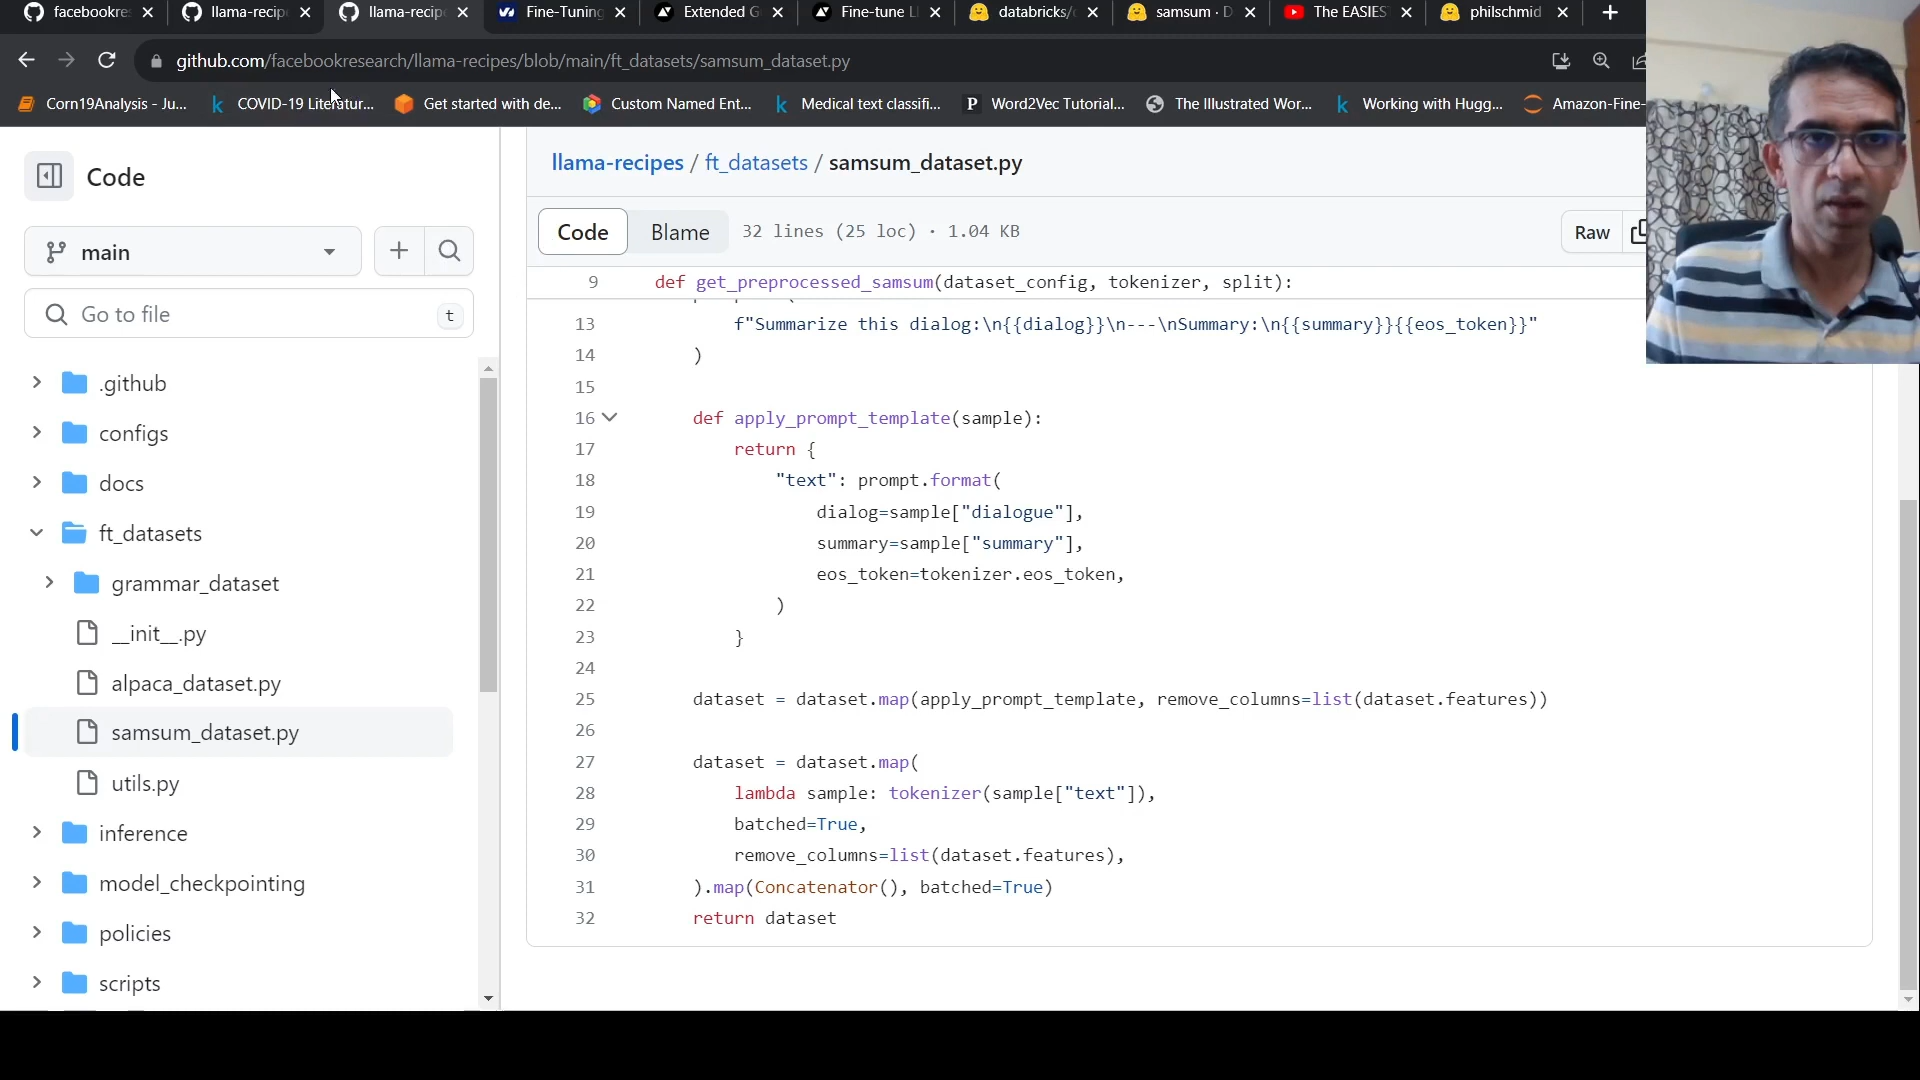 facebookre
llama-recip
llama-recip
Fine-Tuning
Extended G
Fine-tune L
databricks/
samsum · D
The EASIES
philschmid
github.com/facebookresearch/llama-recipes/blob/main/ft_datasets/samsum_dataset.py
Corn19Analysis - Ju...
COVID-19 Literatur...
Get started with de...
Custom Named Ent...
Medical text classifi...
Word2Vec Tutorial...
The Illustrated Wor...
Working with Hugg...
Amazon-Fine-
Code
main
Go to file
t
.github
configs
docs
ft_datasets
grammar_dataset
__init__.py
alpaca_dataset.py
samsum_dataset.py
utils.py
inference
model_checkpointing
policies
scripts
llama-recipes / ft_datasets / samsum_dataset.py
Code Blame 32 lines (25 loc) · 1.04 KB Raw
9 def get_preprocessed_samsum(dataset_config, tokenizer, split):
13 f"Summarize this dialog:\n{{dialog}}\n---\nSummary:\n{{summary}}{{eos_token}}"
14 )
15
16 def apply_prompt_template(sample):
17 return {
18 "text": prompt.format(
19 dialog=sample["dialogue"],
20 summary=sample["summary"],
21 eos_token=tokenizer.eos_token,
22 )
23 }
24
25 dataset = dataset.map(apply_prompt_template, remove_columns=list(dataset.features))
26
27 dataset = dataset.map(
28 lambda sample: tokenizer(sample["text"]),
29 batched=True,
30 remove_columns=list(dataset.features),
31 ).map(Concatenator(), batched=True)
32 return dataset